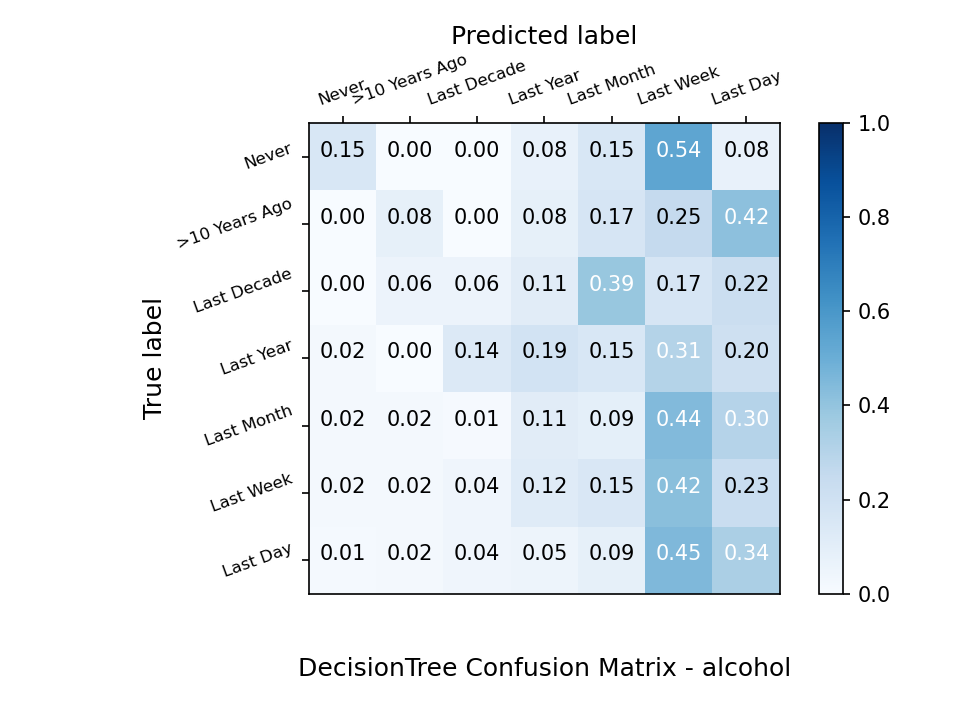 Predicted label
Never >10 Years Ago Last Decade Last Year Last Month Last Week Last Day
Never 0.15 0.00 0.00 0.08 0.15 0.54 0.08
>10 Years Ago 0.00 0.08 0.00 0.08 0.17 0.25 0.42
Last Decade 0.00 0.06 0.06 0.11 0.39 0.17 0.22
Last Year 0.02 0.00 0.14 0.19 0.15 0.31 0.20
Last Month 0.02 0.02 0.01 0.11 0.09 0.44 0.30
Last Week 0.02 0.02 0.04 0.12 0.15 0.42 0.23
Last Day 0.01 0.02 0.04 0.05 0.09 0.45 0.34
True label
1.0
0.8
0.6
0.4
0.2
0.0
DecisionTree Confusion Matrix - alcohol